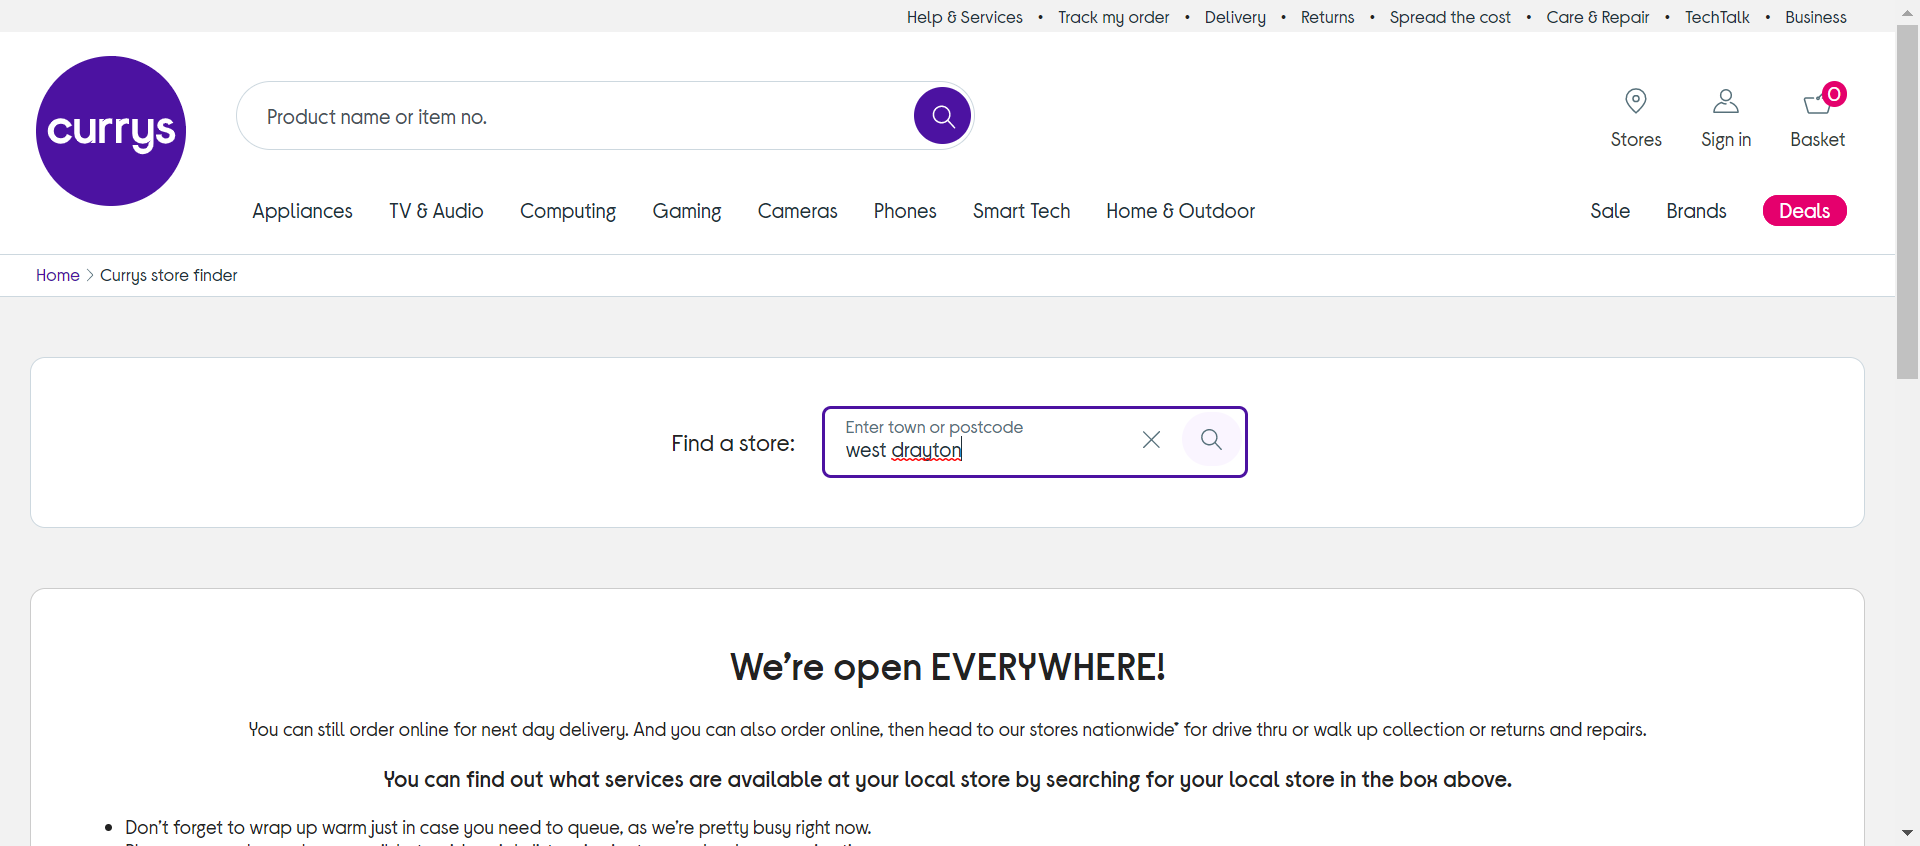 Help & Services • Track my order • Delivery • Returns • Spread the cost • Care & Repair • TechTalk • Business
currys
Product name or item no.
Stores
Sign in
0
Basket
Appliances TV & Audio Computing Gaming Cameras Phones Smart Tech Home & Outdoor Sale Brands Deals
Home > Currys store finder
Find a store:
Enter town or postcode
west drayton
We're open EVERYWHERE!
You can still order online for next day delivery. And you can also order online, then head to our stores nationwide* for drive thru or walk up collection or returns and repairs.
You can find out what services are available at your local store by searching for your local store in the box above.
• Don't forget to wrap up warm just in case you need to queue, as we're pretty busy right now.